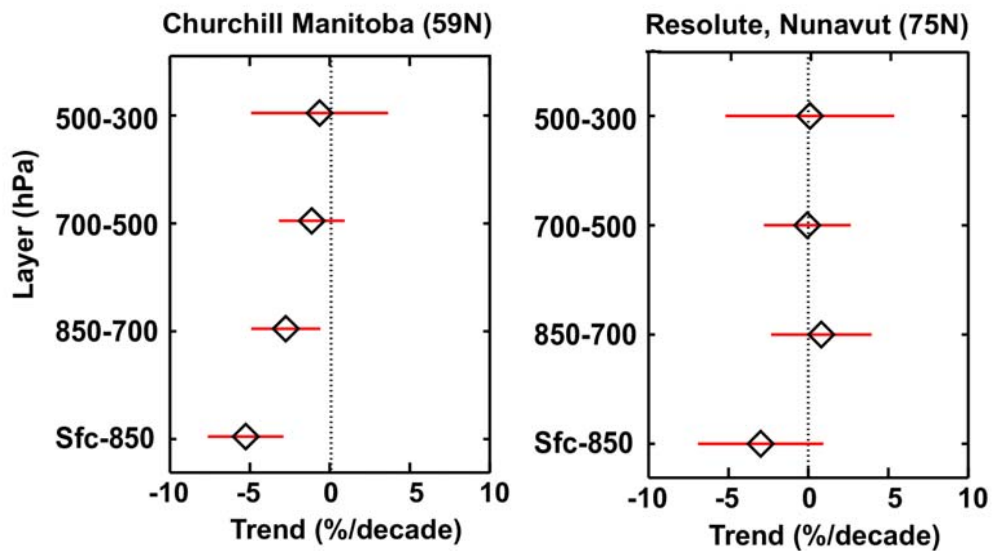 Churchill Manitoba (59N)
500-300
700-500
850-700
Sfc-850
Layer (hPa)
-10 -5 0 5 10
Trend (%/decade)
Resolute, Nunavut (75N)
500-300
700-500
850-700
Sfc-850
-10 -5 0 5 10
Trend (%/decade)